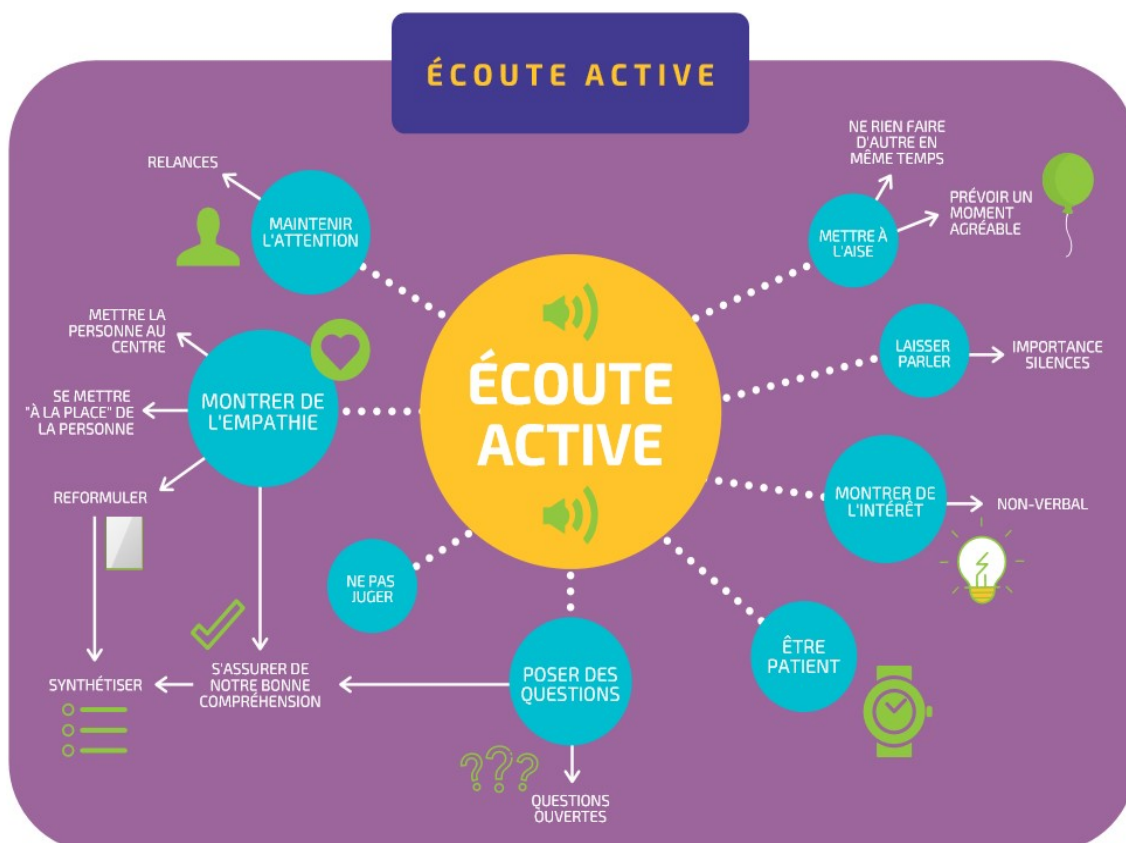 ÉCOUTE ACTIVE
RELANCES
MAINTENIR
L'ATTENTION
METTRE LA
PERSONNE AU
CENTRE
MONTRER DE
L'EMPATHIE
SE METTRE
"À LA PLACE" DE
LA PERSONNE
REFORMULER
SYNTHÉTISER
S'ASSURER DE
NOTRE BONNE
COMPRÉHENSION
NE PAS
JUGER
ÉCOUTE
ACTIVE
POSER DES
QUESTIONS
???
QUESTIONS
OUVERTES
NE RIEN FAIRE
D'AUTRE EN
MÊME TEMPS
METTRE À
L'AISE
PRÉVOIR UN
MOMENT
AGRÉABLE
LAISSER
PARLER
IMPORTANCE
SILENCES
MONTRER DE
L'INTÉRÊT
NON-VERBAL
ÊTRE
PATIENT